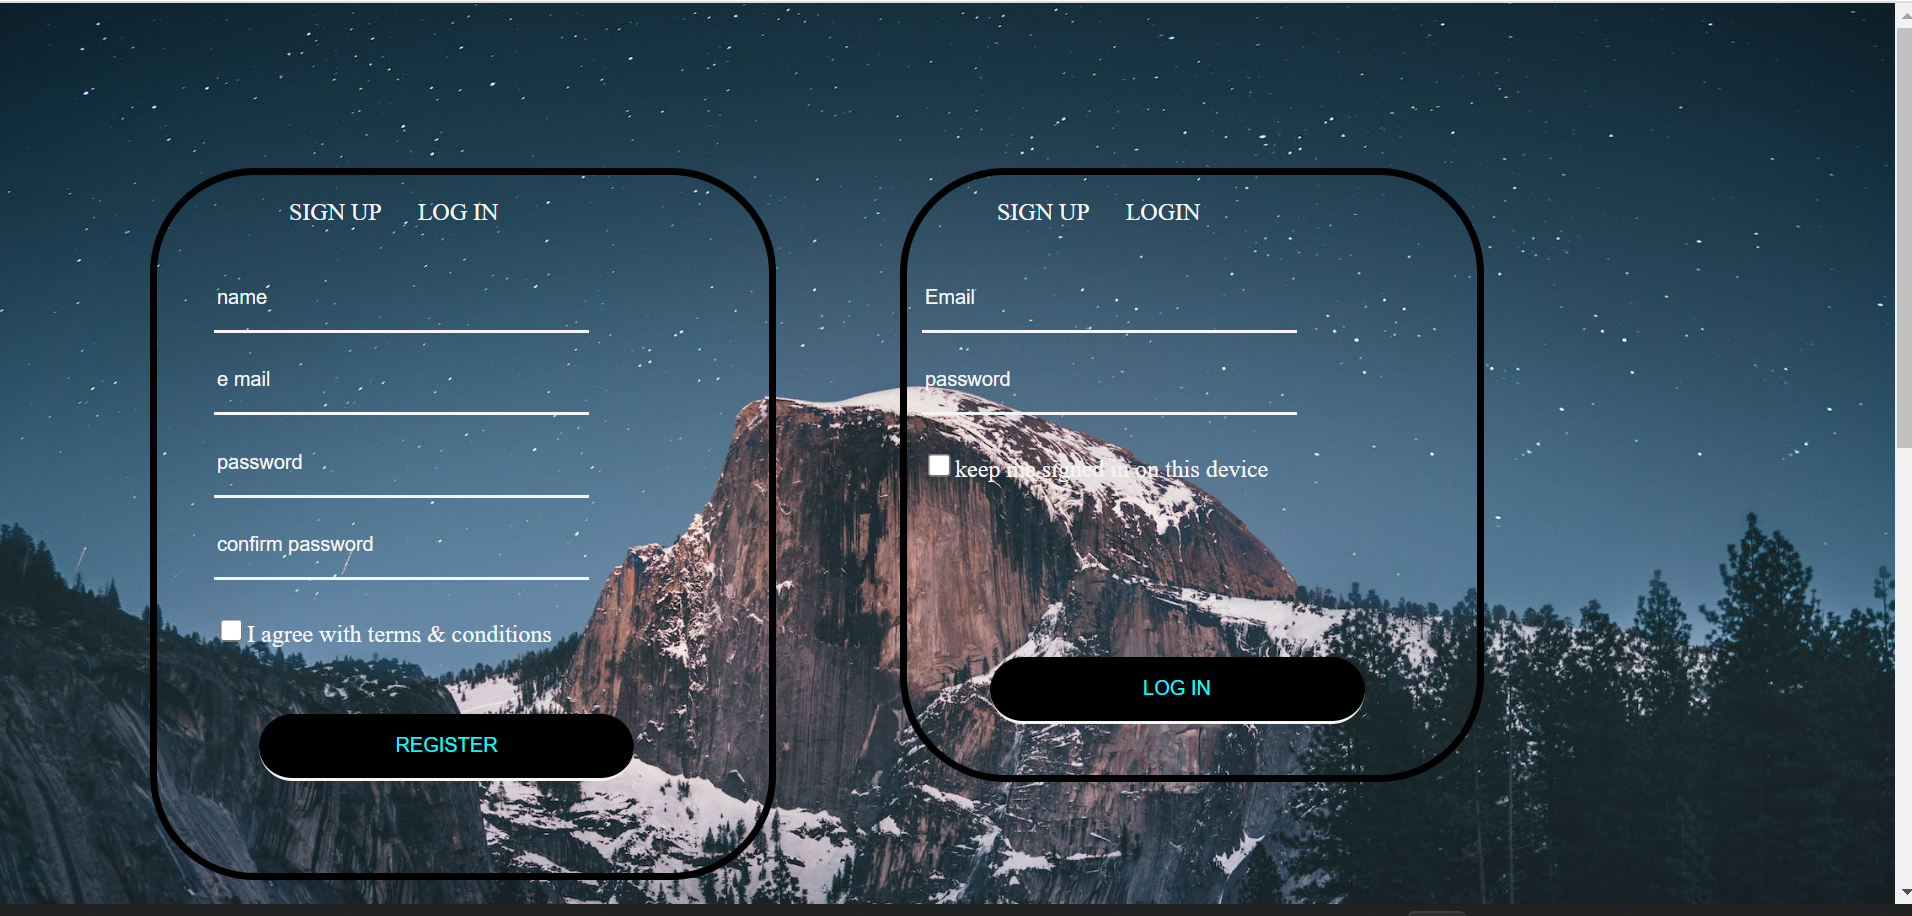 SIGN UP LOG IN
name
e mail
password
confirm password
I agree with terms & conditions
REGISTER
SIGN UP LOGIN
Email
password
keep me signed in on this device
LOG IN